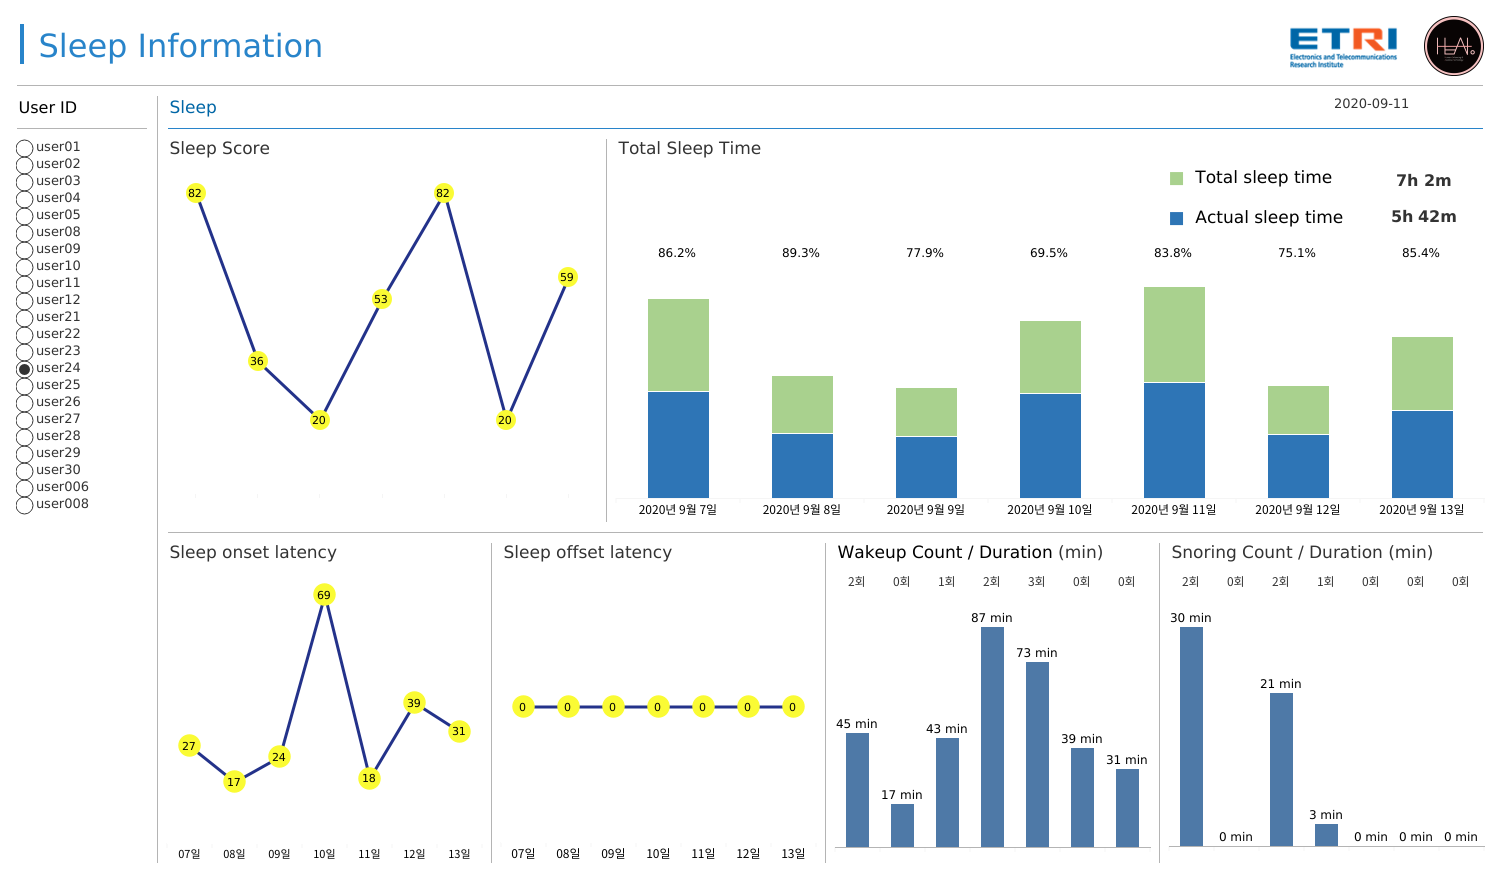 Sleep Information
ETRI
Electronics and Telecommunications
Research Institute
User ID
Sleep
2020-09-11
user01
user02
user03
user04
user05
user08
user09
user10
user11
user12
user21
user22
user23
user24
user25
user26
user27
user28
user29
user30
user006
user008
Sleep Score
82
36
20
53
82
20
59
Total Sleep Time
Total sleep time 7h 2m
Actual sleep time 5h 42m
86.2% 89.3% 77.9% 69.5% 83.8% 75.1% 85.4%
2020년 9월 7일 2020년 9월 8일 2020년 9월 9일 2020년 9월 10일 2020년 9월 11일 2020년 9월 12일 2020년 9월 13일
Sleep onset latency
27
17
24
69
18
39
31
07일 08일 09일 10일 11일 12일 13일
Sleep offset latency
0 0 0 0 0 0 0
07일 08일 09일 10일 11일 12일 13일
Wakeup Count / Duration (min)
2회 0회 1회 2회 3회 0회 0회
45 min
17 min
43 min
87 min
73 min
39 min
31 min
Snoring Count / Duration (min)
2회 0회 2회 1회 0회 0회 0회
30 min
0 min
21 min
3 min
0 min
0 min
0 min